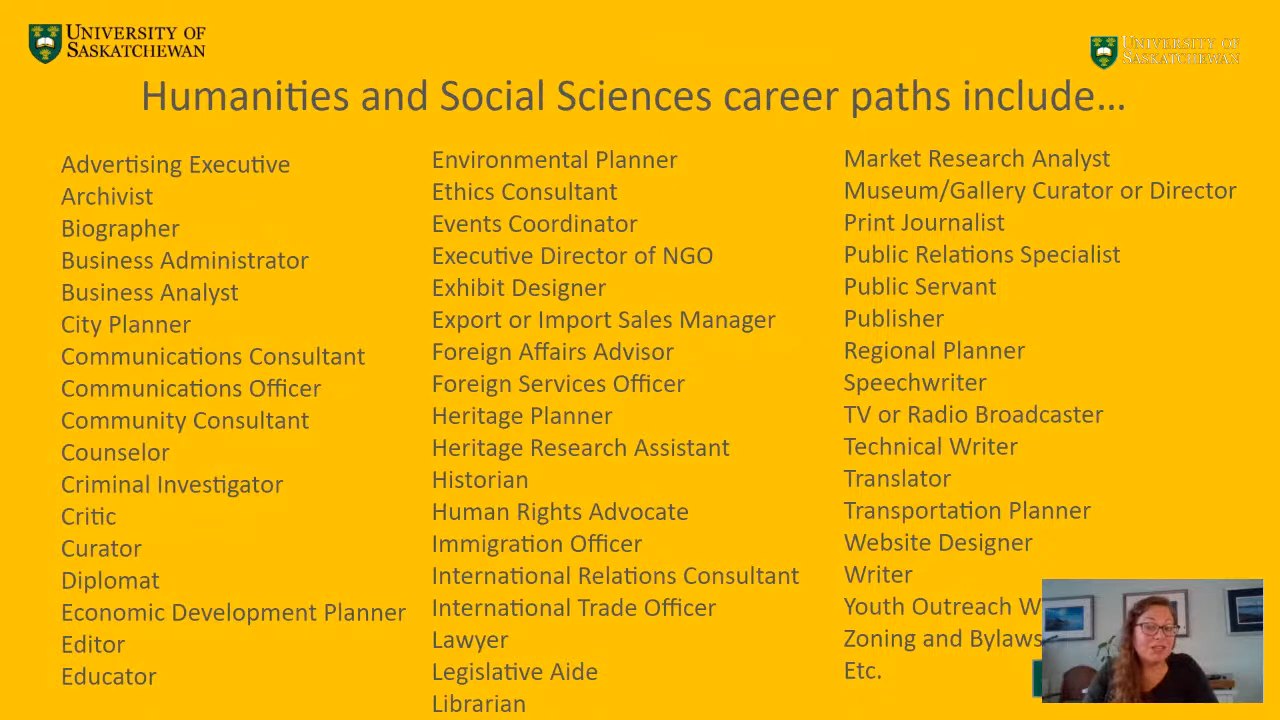 UNIVERSITY OF
SASKATCHEWAN
UNIVERSITY OF
SASKATCHEWAN
Humanities and Social Sciences career paths include...
Advertising Executive
Archivist
Biographer
Business Administrator
Business Analyst
City Planner
Communications Consultant
Communications Officer
Community Consultant
Counselor
Criminal Investigator
Critic
Curator
Diplomat
Economic Development Planner
Editor
Educator
Environmental Planner
Ethics Consultant
Events Coordinator
Executive Director of NGO
Exhibit Designer
Export or Import Sales Manager
Foreign Affairs Advisor
Foreign Services Officer
Heritage Planner
Heritage Research Assistant
Historian
Human Rights Advocate
Immigration Officer
International Relations Consultant
International Trade Officer
Lawyer
Legislative Aide
Librarian
Market Research Analyst
Museum/Gallery Curator or Director
Print Journalist
Public Relations Specialist
Public Servant
Publisher
Regional Planner
Speechwriter
TV or Radio Broadcaster
Technical Writer
Translator
Transportation Planner
Website Designer
Writer
Youth Outreach
Zoning and Bylaws
Etc.